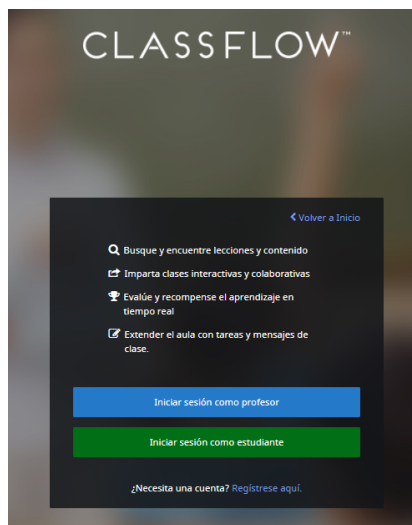 CLASSFLOW™
Volver a Inicio
Busque y encuentre lecciones y contenido
Imparta clases interactivas y colaborativas
Evalúe y recompense el aprendizaje en
tiempo real
Extender el aula con tareas y mensajes de
clase.
Iniciar sesión como profesor
Iniciar sesión como estudiante
¿Necesita una cuenta? Regístrese aquí.